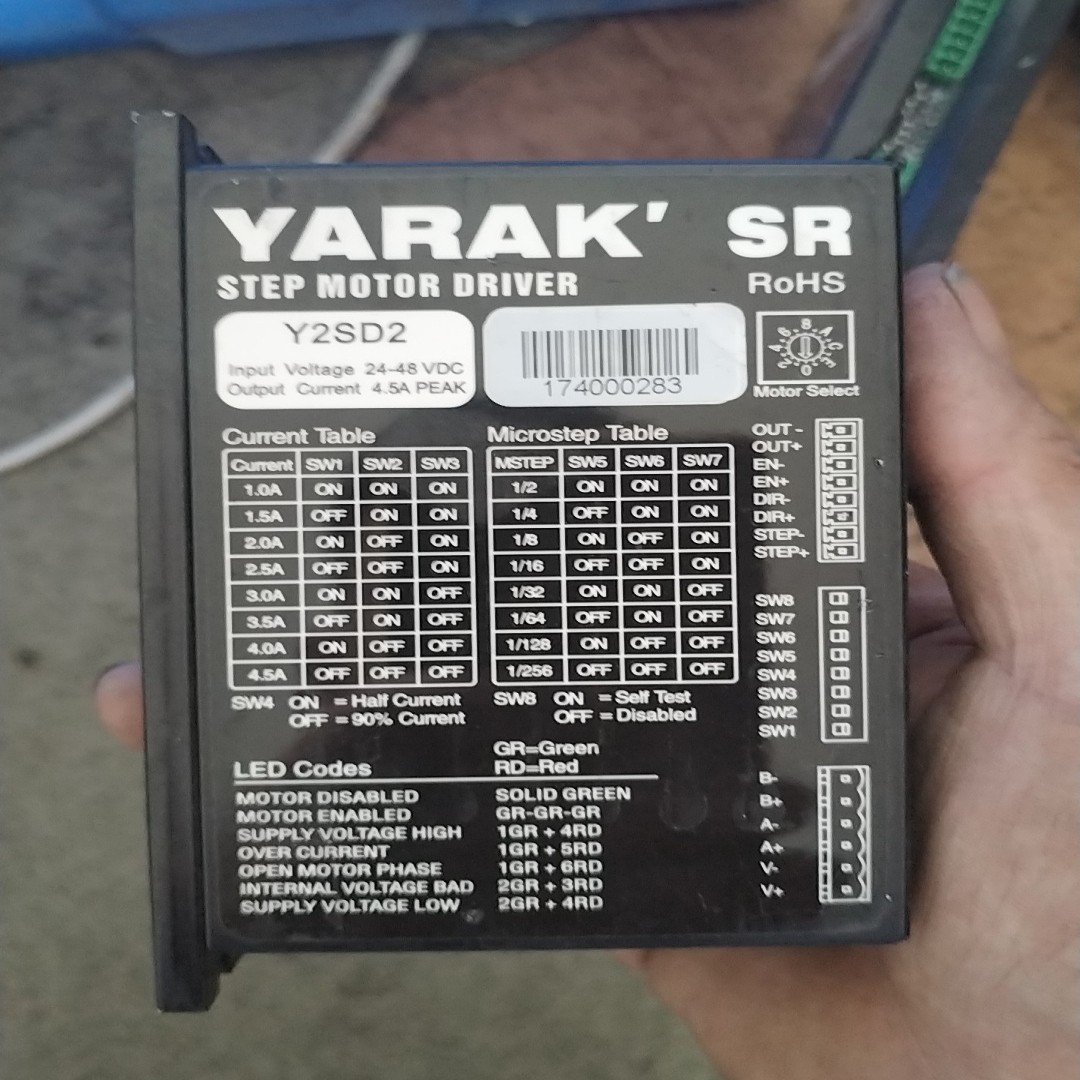 YARAK' SR
STEP MOTOR DRIVER
RoHS
Y2SD2
Input Voltage 24-48 VDC
Output Current 4.5A PEAK
174000283
Motor Select
Current Table
Current SW1 SW2 SW3
1.0A ON ON ON
1.5A OFF ON ON
2.0A ON OFF ON
2.5A OFF OFF ON
3.0A ON ON OFF
3.5A OFF ON OFF
4.0A ON OFF OFF
4.5A OFF OFF OFF
SW4 ON = Half Current
OFF = 90% Current
Microstep Table
MSTEP SW5 SW6 SW7
1/2 ON ON ON
1/4 OFF ON ON
1/8 ON OFF ON
1/16 OFF OFF ON
1/32 ON ON OFF
1/64 OFF ON OFF
1/128 ON OFF OFF
1/256 OFF OFF OFF
SW8 ON = Self Test
OFF = Disabled
GR=Green
RD=Red
LED Codes
MOTOR DISABLED SOLID GREEN
MOTOR ENABLED GR-GR-GR
SUPPLY VOLTAGE HIGH 1GR + 4RD
OVER CURRENT 1GR + 5RD
OPEN MOTOR PHASE 1GR + 6RD
INTERNAL VOLTAGE BAD 2GR + 3RD
SUPPLY VOLTAGE LOW 2GR + 4RD
OUT -
OUT+
EN-
EN+
DIR-
DIR+
STEP-
STEP+
SW8
SW7
SW6
SW5
SW4
SW3
SW2
SW1
B-
B+
A-
A+
V-
V+